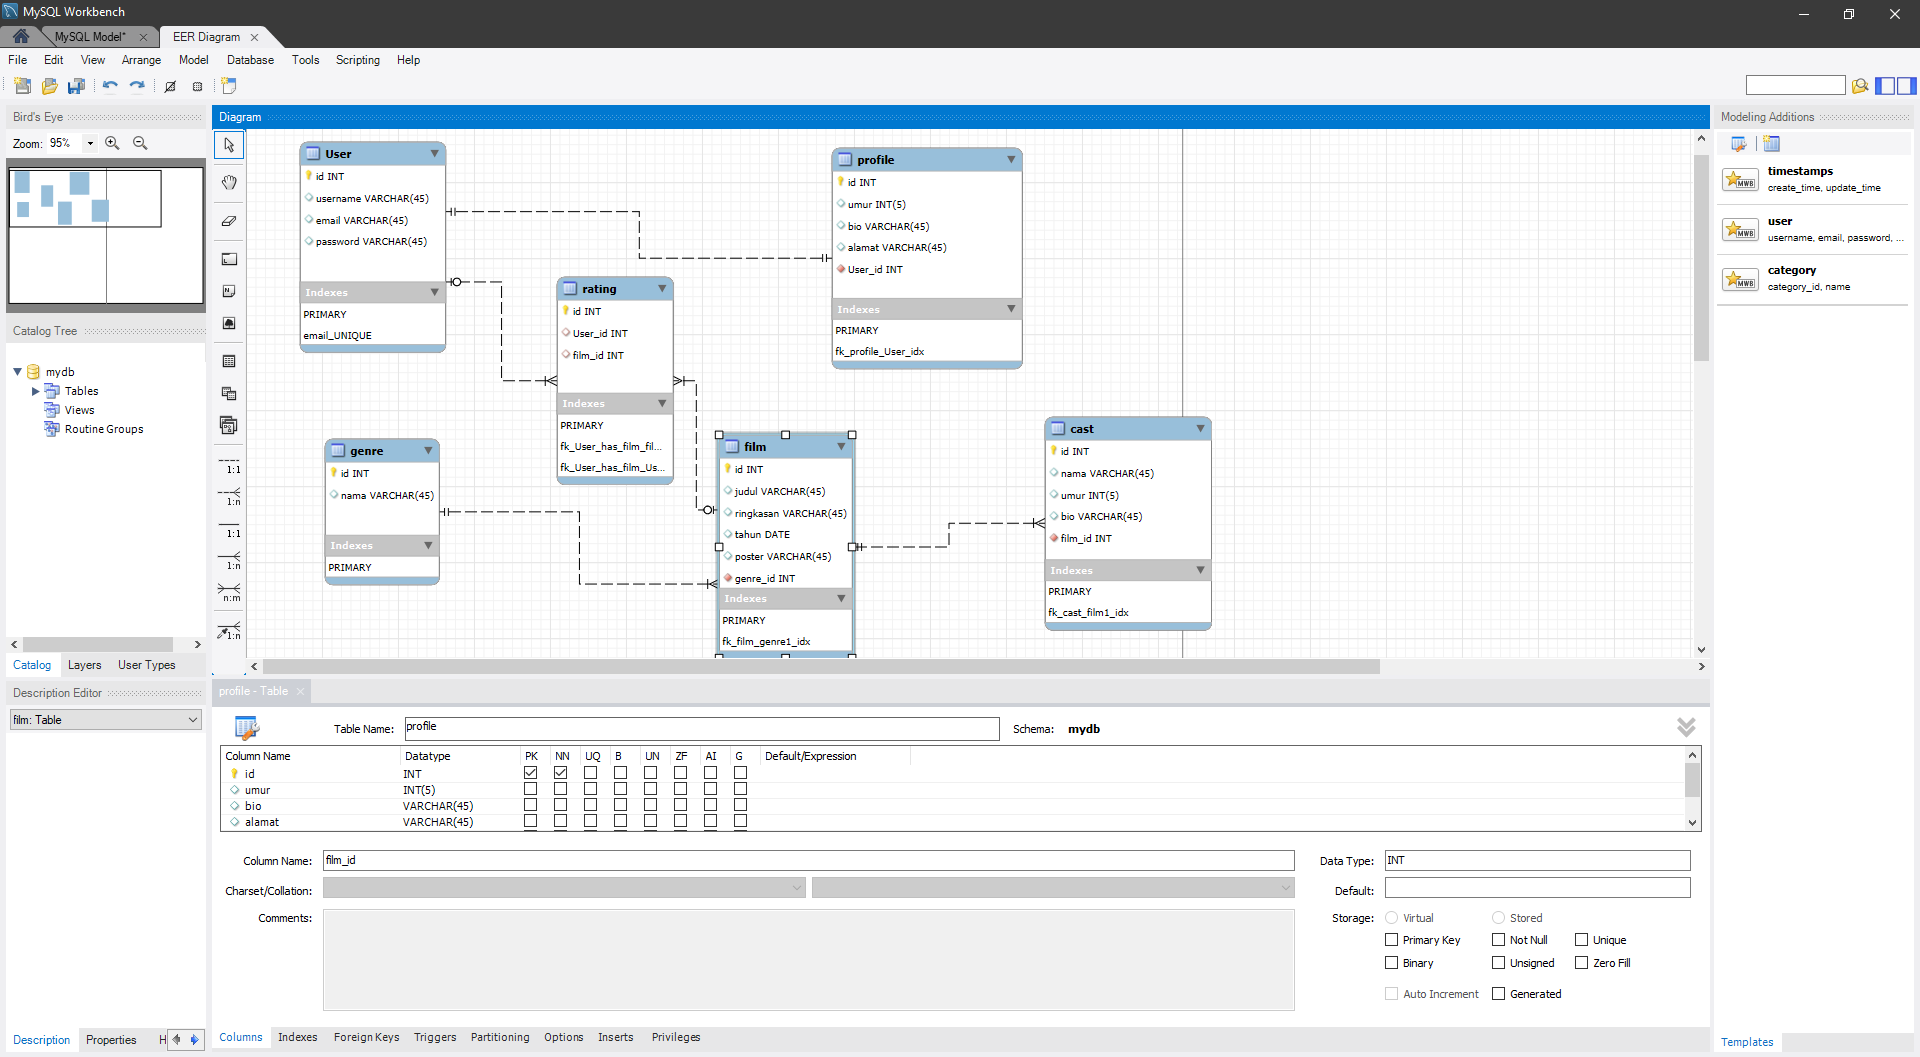 MySQL Workbench
MySQL Model*
EER Diagram
File Edit View Arrange Model Database Tools Scripting Help
Bird's Eye
Zoom: 95%
Catalog Tree
mydb
Tables
Views
Routine Groups
Catalog Layers User Types
Description Editor
film: Table
Description Properties H
Diagram
1:1
1:n
1:1
1:n
n:m
1:n
User
id INT
username VARCHAR(45)
email VARCHAR(45)
password VARCHAR(45)
Indexes
PRIMARY
email_UNIQUE
profile
id INT
umur INT(5)
bio VARCHAR(45)
alamat VARCHAR(45)
User_id INT
Indexes
PRIMARY
fk_profile_User_idx
rating
id INT
User_id INT
film_id INT
Indexes
PRIMARY
fk_User_has_film_fil...
fk_User_has_film_Us...
genre
id INT
nama VARCHAR(45)
Indexes
PRIMARY
film
id INT
judul VARCHAR(45)
ringkasan VARCHAR(45)
tahun DATE
poster VARCHAR(45)
genre_id INT
Indexes
PRIMARY
fk_film_genre1_idx
cast
id INT
nama VARCHAR(45)
umur INT(5)
bio VARCHAR(45)
film_id INT
Indexes
PRIMARY
fk_cast_film1_idx
Modeling Additions
timestamps
create_time, update_time
user
username, email, password, ...
category
category_id, name
Templates
profile - Table
Table Name: profile Schema: mydb
Column Name Datatype PK NN UQ B UN ZF AI G Default/Expression
id INT
umur INT(5)
bio VARCHAR(45)
alamat VARCHAR(45)
Column Name: film_id Data Type: INT
Charset/Collation: Default:
Comments: Storage: Virtual Stored
Primary Key Not Null Unique
Binary Unsigned Zero Fill
Auto Increment Generated
Columns Indexes Foreign Keys Triggers Partitioning Options Inserts Privileges